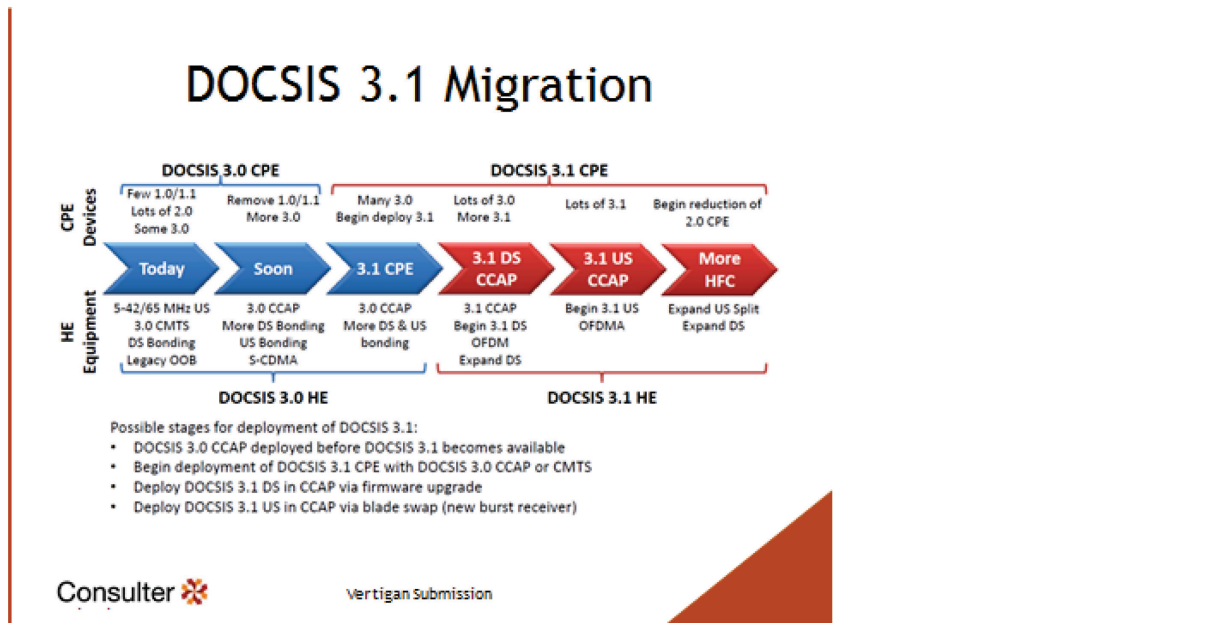 DOCSIS 3.1 Migration
DOCSIS 3.0 CPE
DOCSIS 3.1 CPE
CPE
Devices
Few 1.0/1.1
Lots of 2.0
Some 3.0
Remove 1.0/1.1
More 3.0
Many 3.0
Begin deploy 3.1
Lots of 3.0
More 3.1
Lots of 3.1
Begin reduction of
2.0 CPE
Today
Soon
3.1 CPE
3.1 DS
CCAP
3.1 US
CCAP
More
HFC
HE
Equipment
5-42/65 MHz US
3.0 CMTS
DS Bonding
Legacy OOB
3.0 CCAP
More DS Bonding
US Bonding
S-CDMA
3.0 CCAP
More DS & US
bonding
3.1 CCAP
Begin 3.1 DS
OFDM
Expand DS
Begin 3.1 US
OFDMA
Expand US Split
Expand DS
DOCSIS 3.0 HE
DOCSIS 3.1 HE
Possible stages for deployment of DOCSIS 3.1:
• DOCSIS 3.0 CCAP deployed before DOCSIS 3.1 becomes available
• Begin deployment of DOCSIS 3.1 CPE with DOCSIS 3.0 CCAP or CMTS
• Deploy DOCSIS 3.1 DS in CCAP via firmware upgrade
• Deploy DOCSIS 3.1 US in CCAP via blade swap (new burst receiver)
Consulter
Vertigan Submission